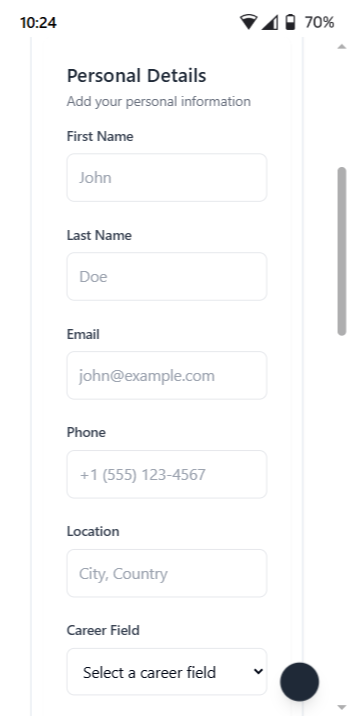 10:24
70%
Personal Details
Add your personal information
First Name
John
Last Name
Doe
Email
john@example.com
Phone
+1 (555) 123-4567
Location
City, Country
Career Field
Select a career field